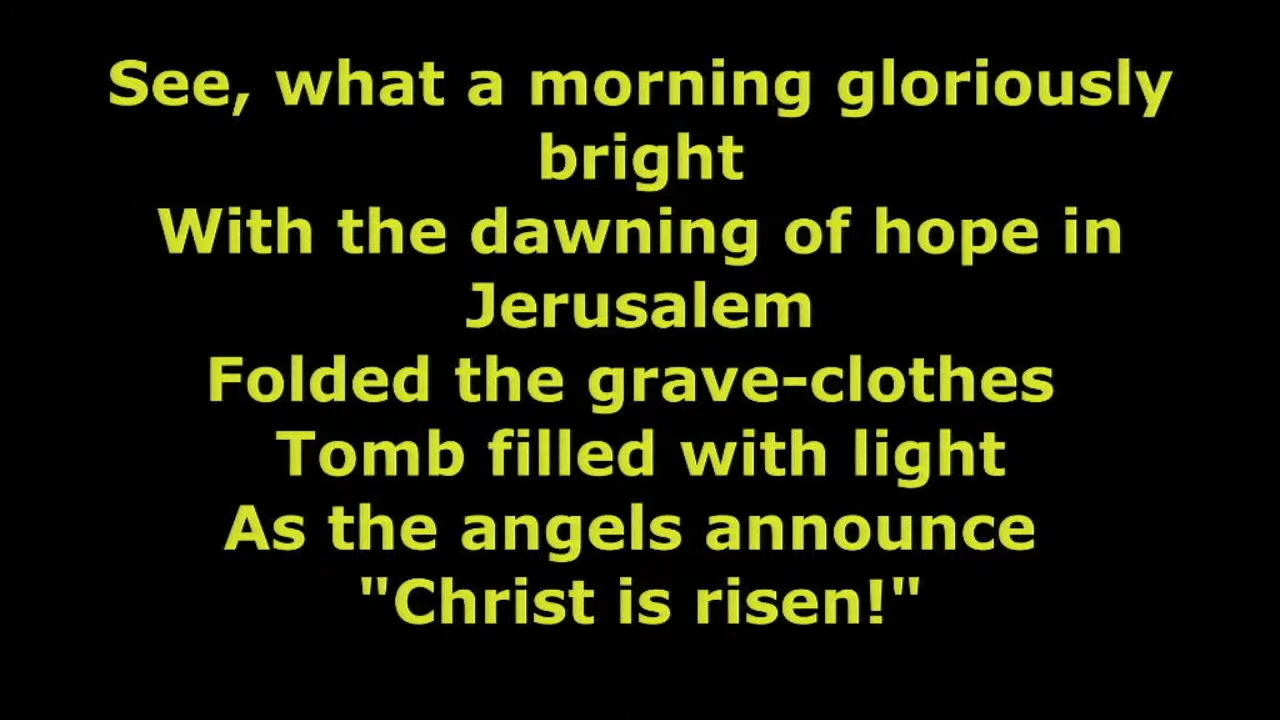 See, what a morning gloriously
bright
With the dawning of hope in
Jerusalem
Folded the grave-clothes
Tomb filled with light
As the angels announce
"Christ is risen!"